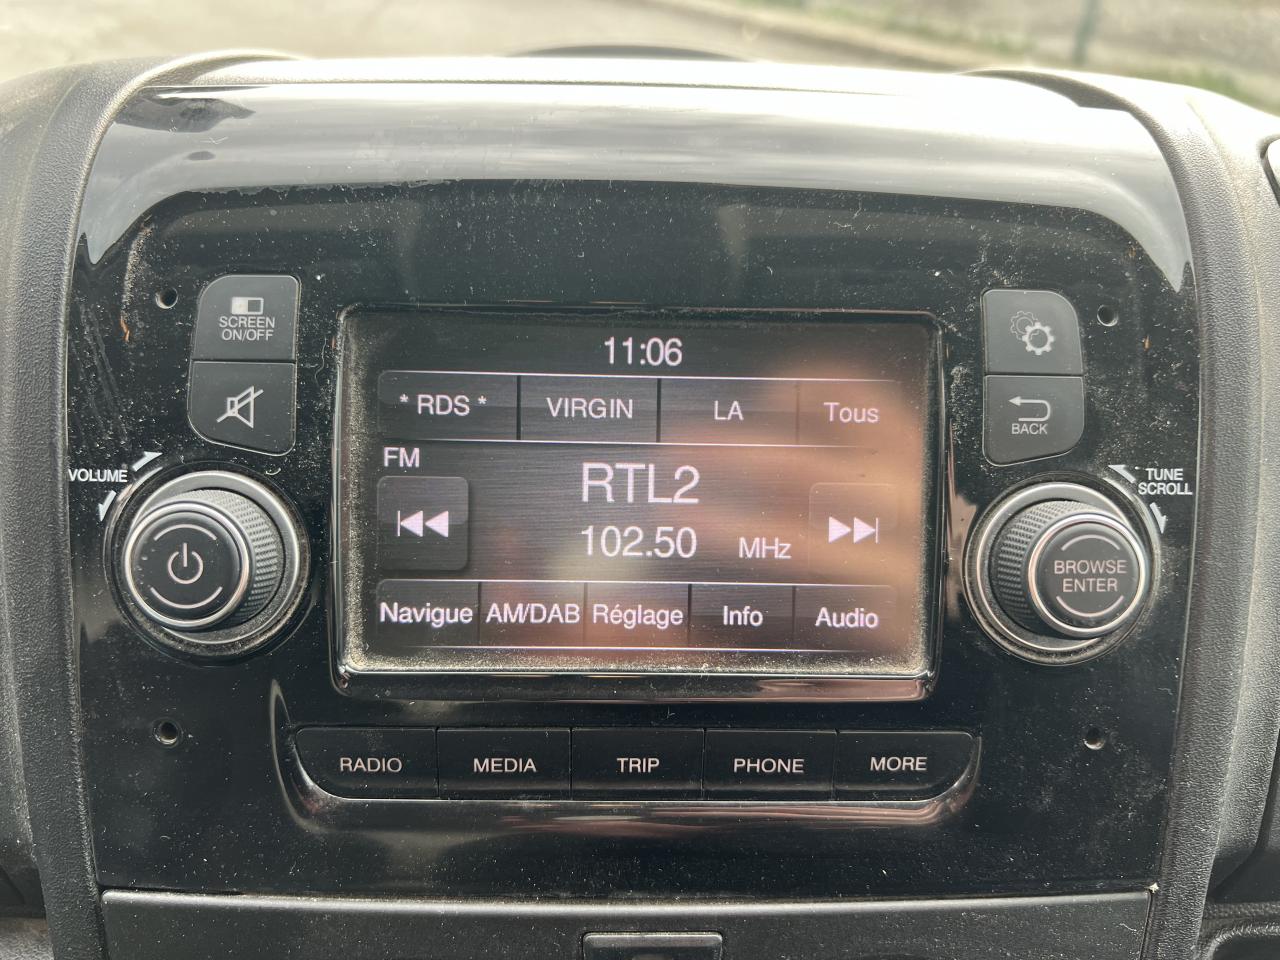 SCREEN
ON/OFF
11:06
* RDS * VIRGIN LA Tous
FM
RTL2
102.50 MHz
Navigue AM/DAB Réglage Info Audio
VOLUME
BACK
TUNE
SCROLL
BROWSE
ENTER
RADIO MEDIA TRIP PHONE MORE